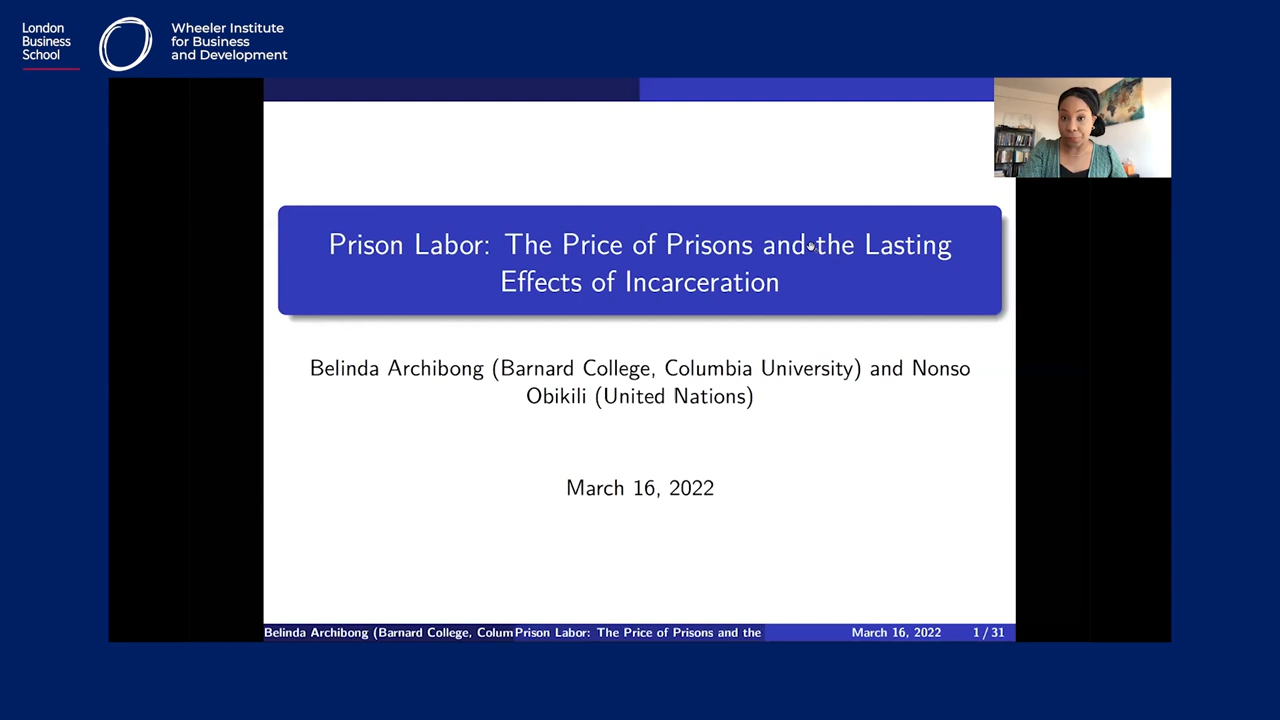 London
Business
School
Wheeler Institute
for Business
and Development
Prison Labor: The Price of Prisons and the Lasting
Effects of Incarceration
Belinda Archibong (Barnard College, Columbia University) and Nonso
Obikili (United Nations)
March 16, 2022
Belinda Archibong (Barnard College, Colum Prison Labor: The Price of Prisons and the March 16, 2022 1 / 31